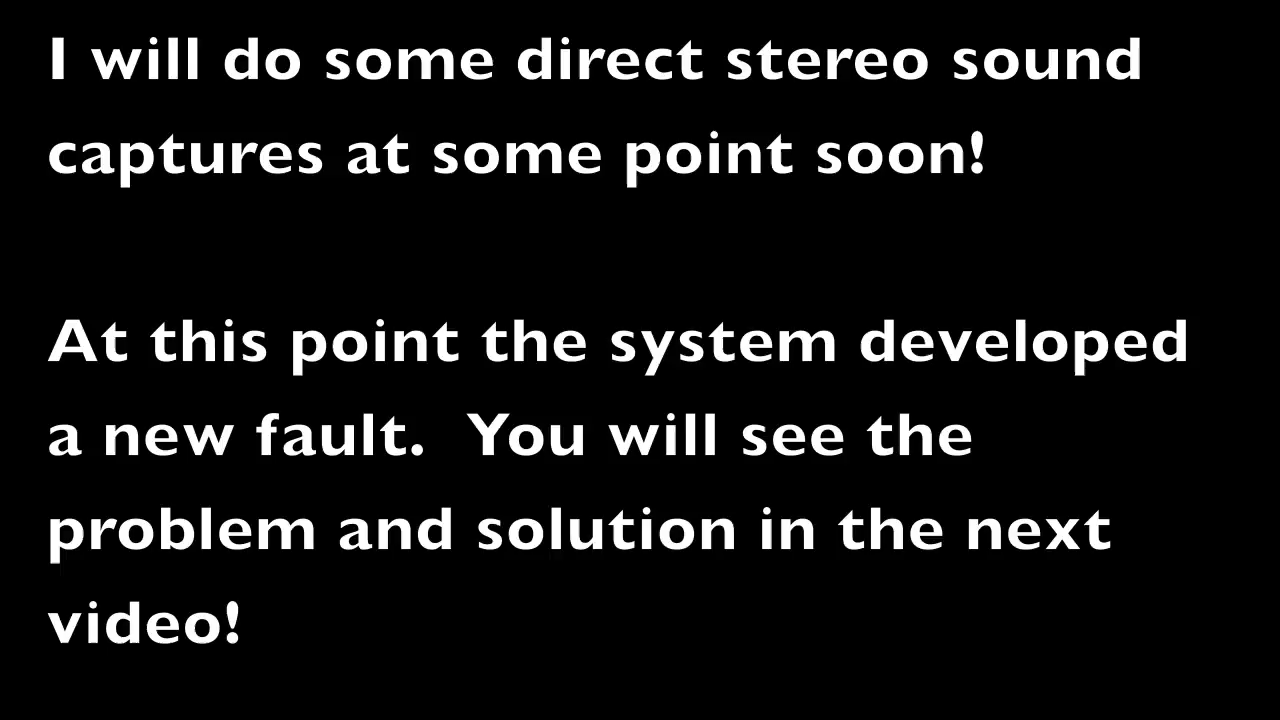 I will do some direct stereo sound
captures at some point soon!
At this point the system developed
a new fault.  You will see the
problem and solution in the next
video!